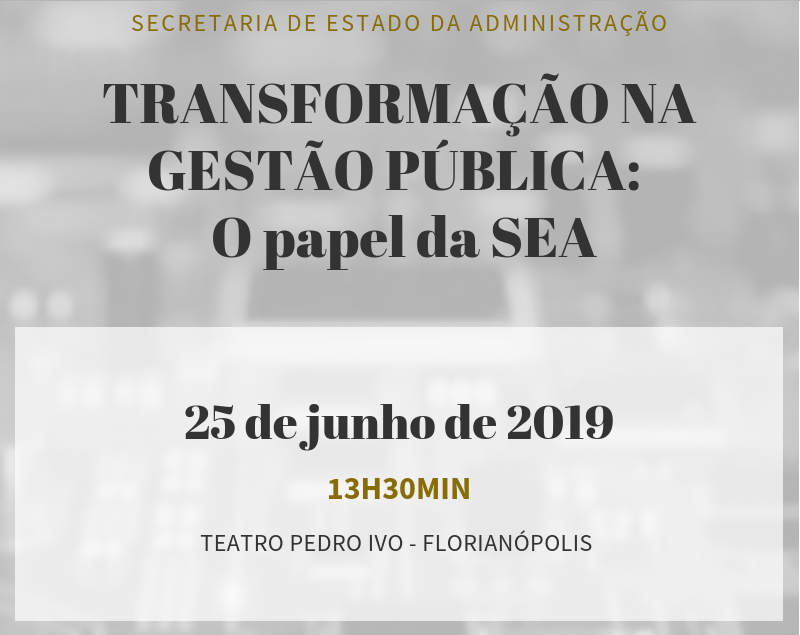 SECRETARIA DE ESTADO DA ADMINISTRAÇÃO
TRANSFORMAÇÃO NA
GESTÃO PÚBLICA:
O papel da SEA
25 de junho de 2019
13H30MIN
TEATRO PEDRO IVO - FLORIANÓPOLIS